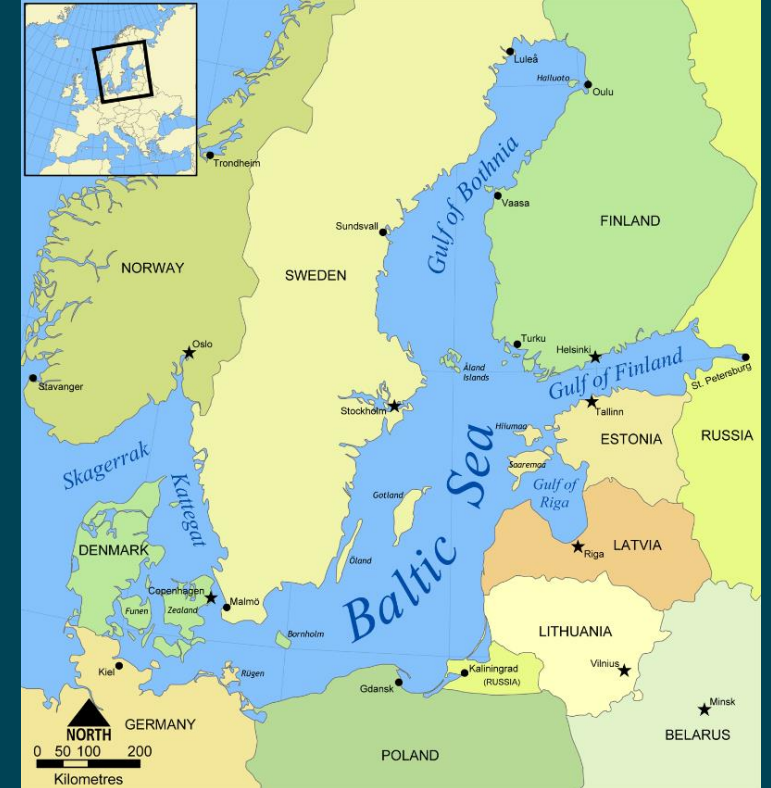 Luleå
Hailuoto
Oulu
Trondheim
Gulf of Bothnia
Vaasa
FINLAND
Sundsvall
NORWAY
SWEDEN
Oslo
Turku
Helsinki
Åland
Islands
Gulf of Finland
St. Petersburg
Stavanger
Stockholm
Tallinn
Hiiumaa
ESTONIA
RUSSIA
Skagerrak
Kattegat
Saaremaa
Gulf of
Riga
Gotland
Baltic Sea
DENMARK
Riga
LATVIA
Öland
Copenhagen
Malmö
Funen
Zealand
Bornholm
LITHUANIA
Vilnius
Kiel
Rügen
Kaliningrad
(RUSSIA)
Gdansk
Minsk
NORTH
GERMANY
BELARUS
POLAND
0 50 100 200
Kilometres